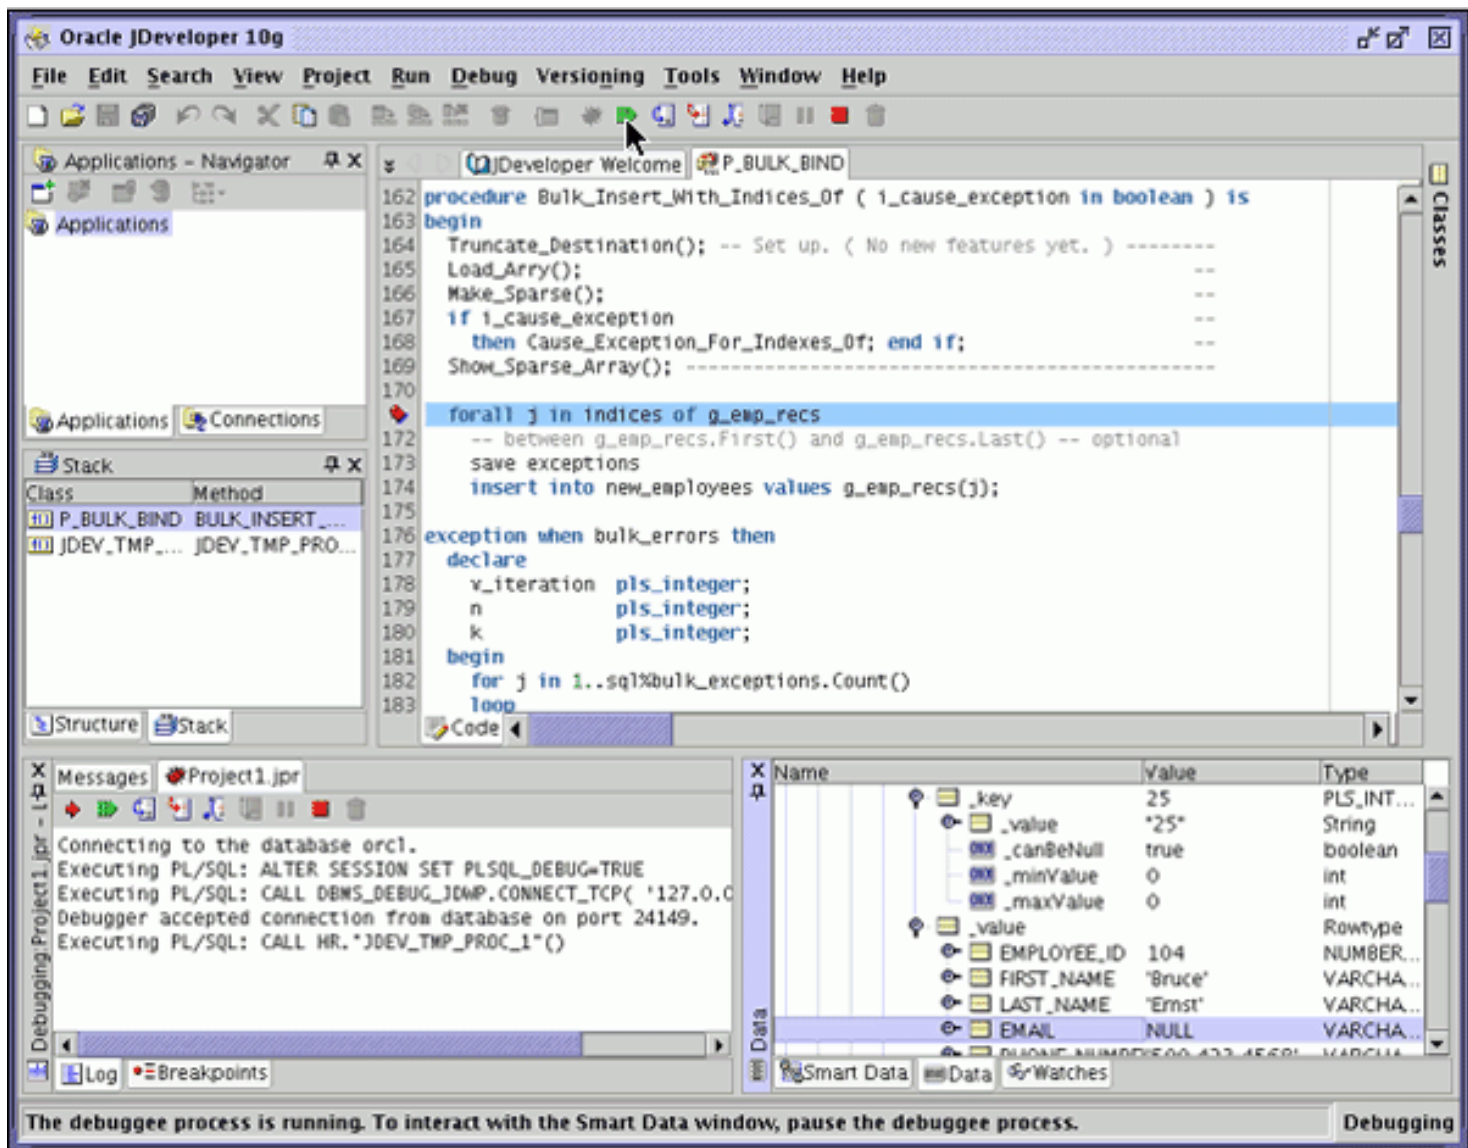 Oracle JDeveloper 10g
File Edit Search View Project Run Debug Versioning Tools Window Help
Applications - Navigator
Applications
Applications Connections
Stack
Class Method
P_BULK_BIND BULK_INSERT_...
JDEV_TMP_... JDEV_TMP_PRO...
Structure Stack
JDeveloper Welcome P_BULK_BIND
162 procedure Bulk_Insert_With_Indices_Of ( i_cause_exception in boolean ) is
163 begin
164 Truncate_Destination(); -- Set up. ( No new features yet. ) --------
165 Load_Arry(); --
166 Make_Sparse(); --
167 if i_cause_exception --
168 then Cause_Exception_For_Indexes_Of; end if; --
169 Show_Sparse_Array(); -----------------------------------------------
170
forall j in indices of g_emp_recs
172 -- between g_emp_recs.First() and g_emp_recs.Last() -- optional
173 save exceptions
174 insert into new_employees values g_emp_recs(j);
175
176 exception when bulk_errors then
177 declare
178 v_iteration pls_integer;
179 n pls_integer;
180 k pls_integer;
181 begin
182 for j in 1..sql%bulk_exceptions.Count()
183 loop
Code
Classes
Debugging:Project1.jpr - L
Messages Project1.jpr
Connecting to the database orcl.
Executing PL/SQL: ALTER SESSION SET PLSQL_DEBUG=TRUE
Executing PL/SQL: CALL DBMS_DEBUG_JDWP.CONNECT_TCP( '127.0.0
Debugger accepted connection from database on port 24149.
Executing PL/SQL: CALL HR."JDEV_TMP_PROC_1"()
Log Breakpoints
Data
Name Value Type
_key 25 PLS_INT...
_value "25" String
_canBeNull true boolean
_minValue 0 int
_maxValue 0 int
_value Rowtype
EMPLOYEE_ID 104 NUMBER...
FIRST_NAME 'Bruce' VARCHA...
LAST_NAME 'Ernst' VARCHA...
EMAIL NULL VARCHA...
Smart Data Data Watches
The debuggee process is running. To interact with the Smart Data window, pause the debuggee process. Debugging